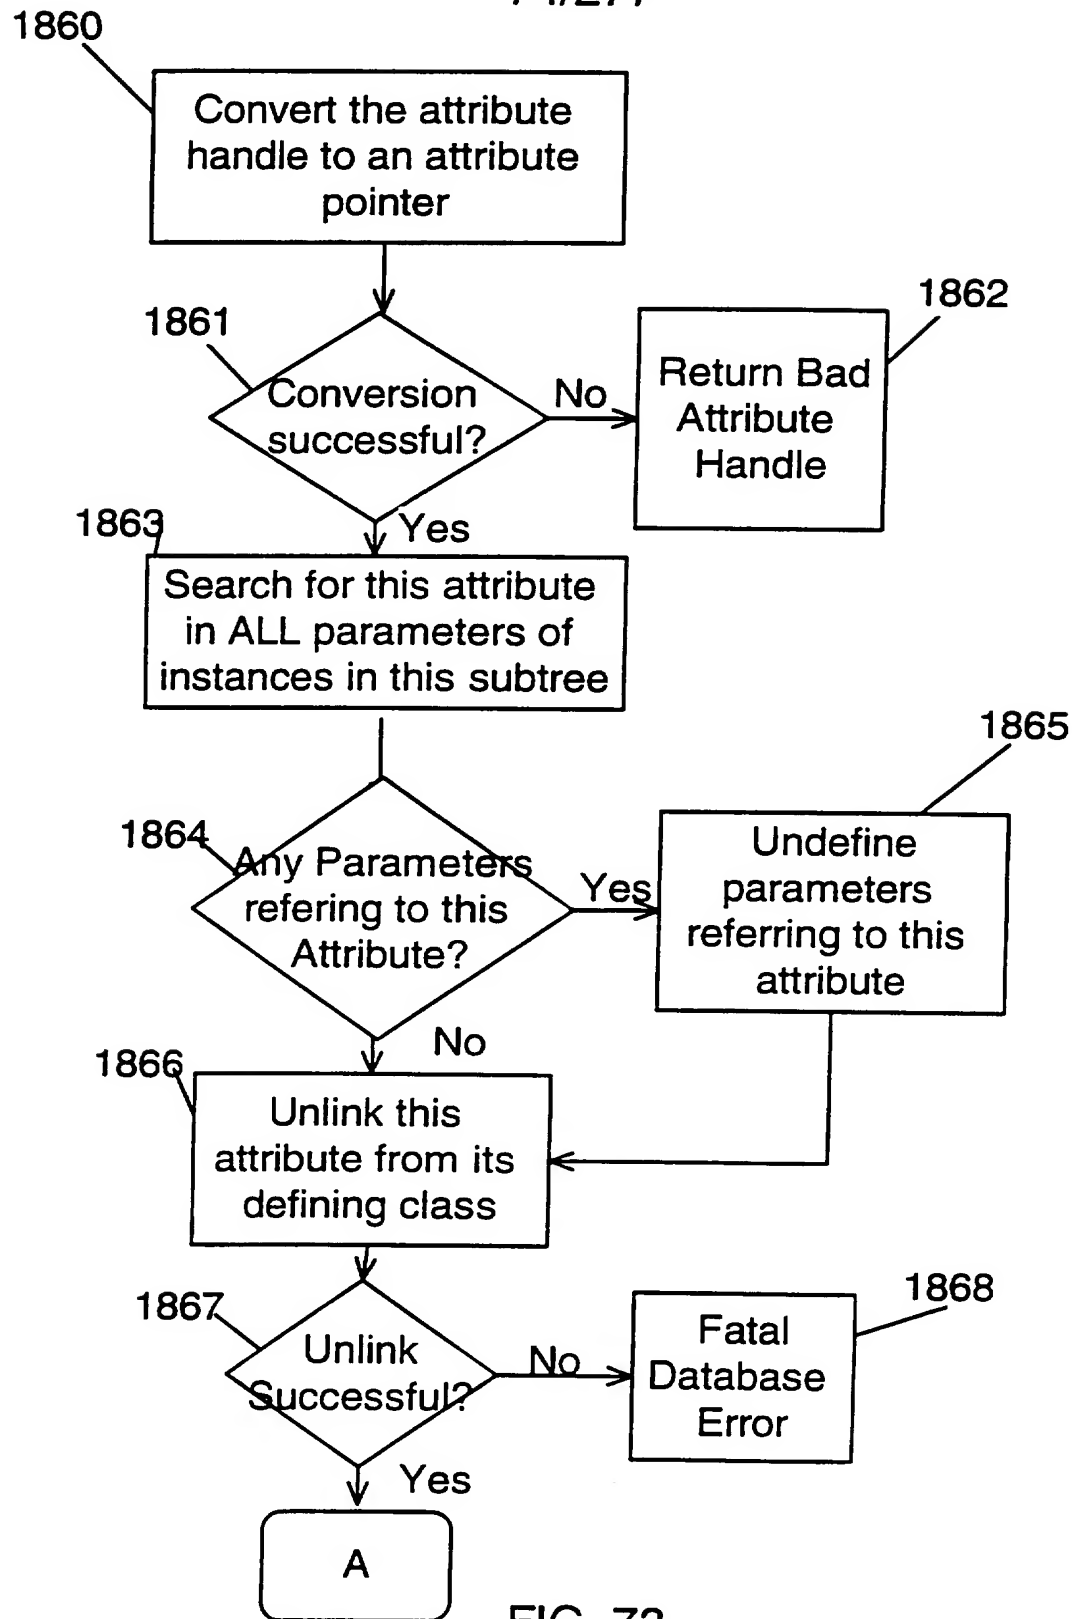 1860
Convert the attribute
handle to an attribute
pointer
1861
Conversion
successful?
No
1862
Return Bad
Attribute
Handle
Yes
1863
Search for this attribute
in ALL parameters of
instances in this subtree
1864
Any Parameters
refering to this
Attribute?
Yes
1865
Undefine
parameters
referring to this
attribute
No
1866
Unlink this
attribute from its
defining class
1867
Unlink
Successful?
No
1868
Fatal
Database
Error
Yes
A